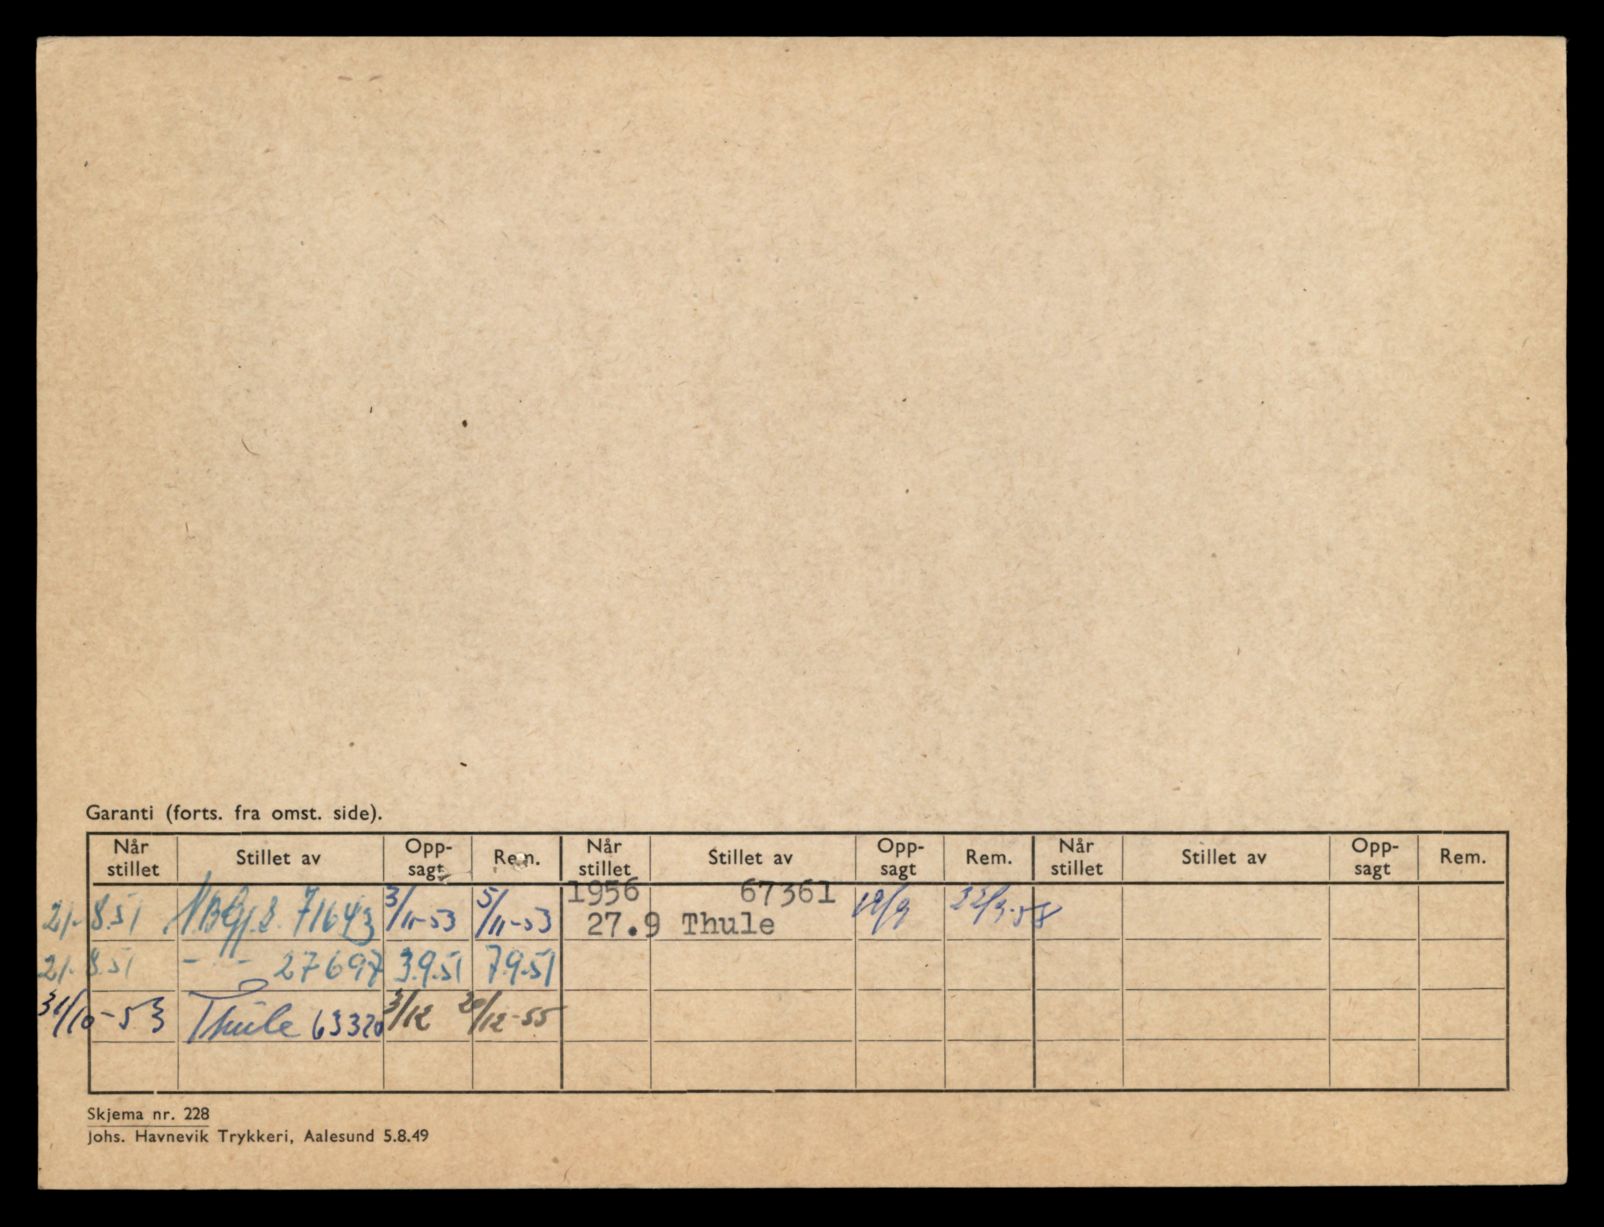 Garanti (forts. fra omst. side).
Når stillet Stillet av Opp-sagt Rem. Når stillet Stillet av Opp-sagt Rem. Når stillet Stillet av Opp-sagt Rem.
1956 67361
21. 8.51 71643 3/11-53 5/11-53 27.9 Thule
21. 8.51 - - 27697 3.9.51 7.9.51
31/10-53 Thule 63320 3/12 20/12-55
Skjema nr. 228
Johs. Havnevik Trykkeri, Aalesund 5.8.49